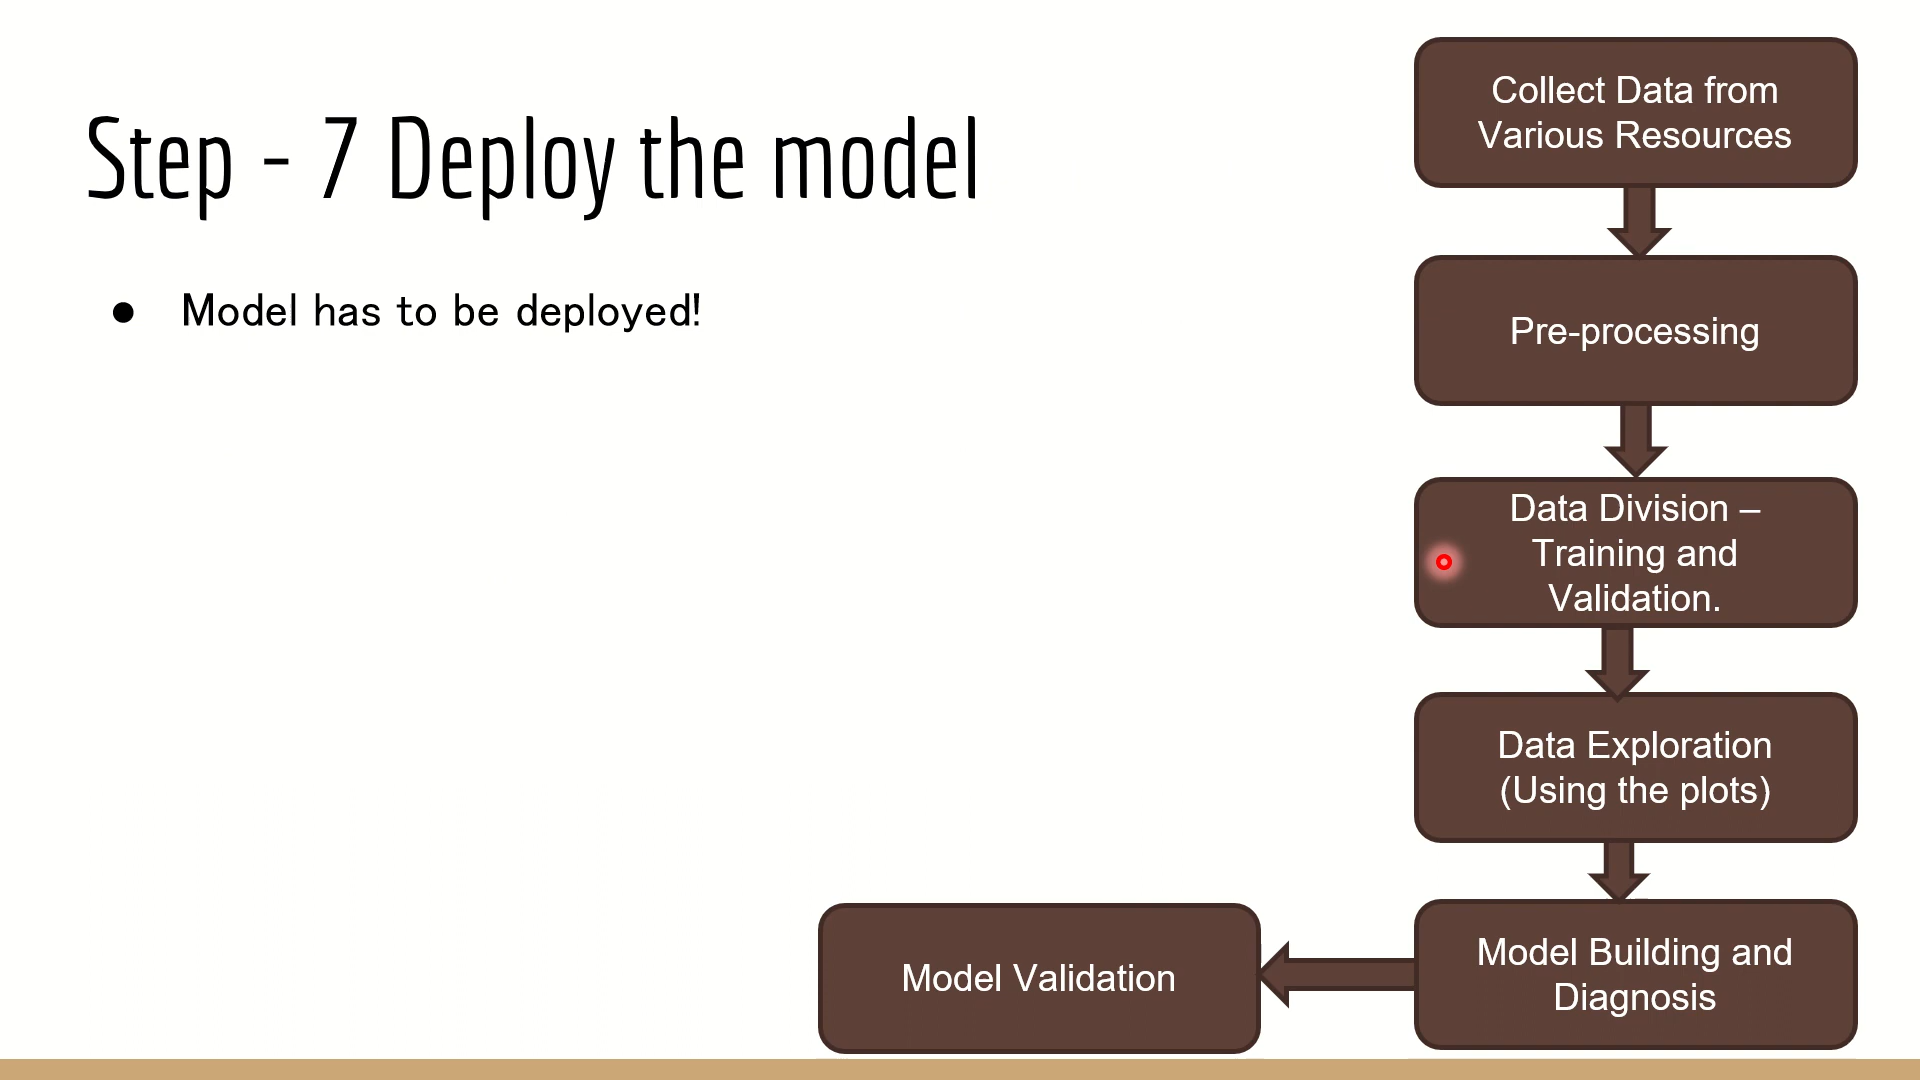 Step - 7 Deploy the model
● Model has to be deployed!
Collect Data from
Various Resources
Pre-processing
Data Division –
Training and
Validation.
Data Exploration
(Using the plots)
Model Building and
Diagnosis
Model Validation